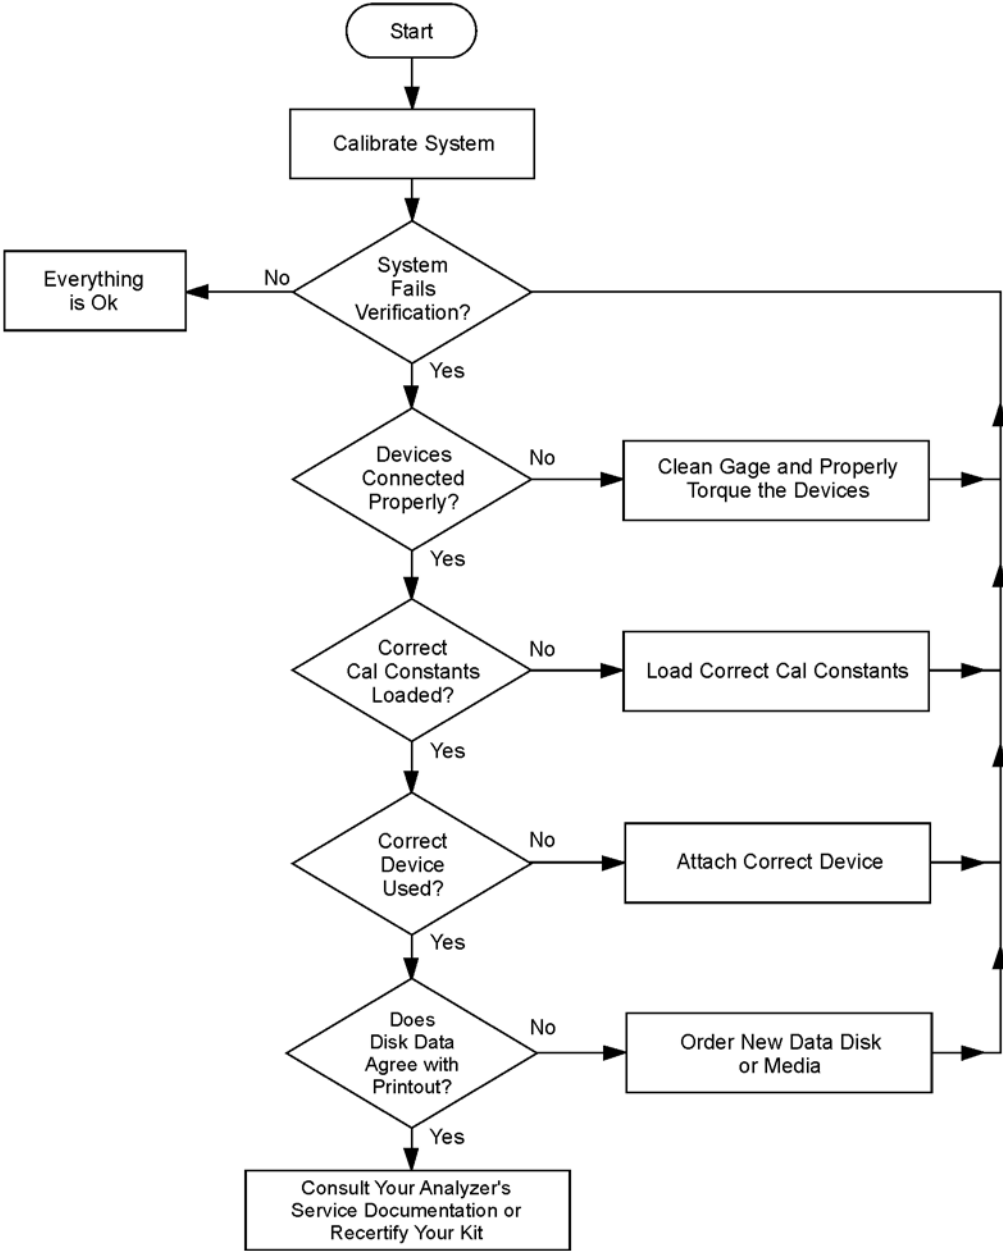 Start
Calibrate System
System
Fails
Verification?
No
Everything
is Ok
Yes
Devices
Connected
Properly?
No
Clean Gage and Properly
Torque the Devices
Yes
Correct
Cal Constants
Loaded?
No
Load Correct Cal Constants
Yes
Correct
Device
Used?
No
Attach Correct Device
Yes
Does
Disk Data
Agree with
Printout?
No
Order New Data Disk
or Media
Yes
Consult Your Analyzer's
Service Documentation or
Recertify Your Kit